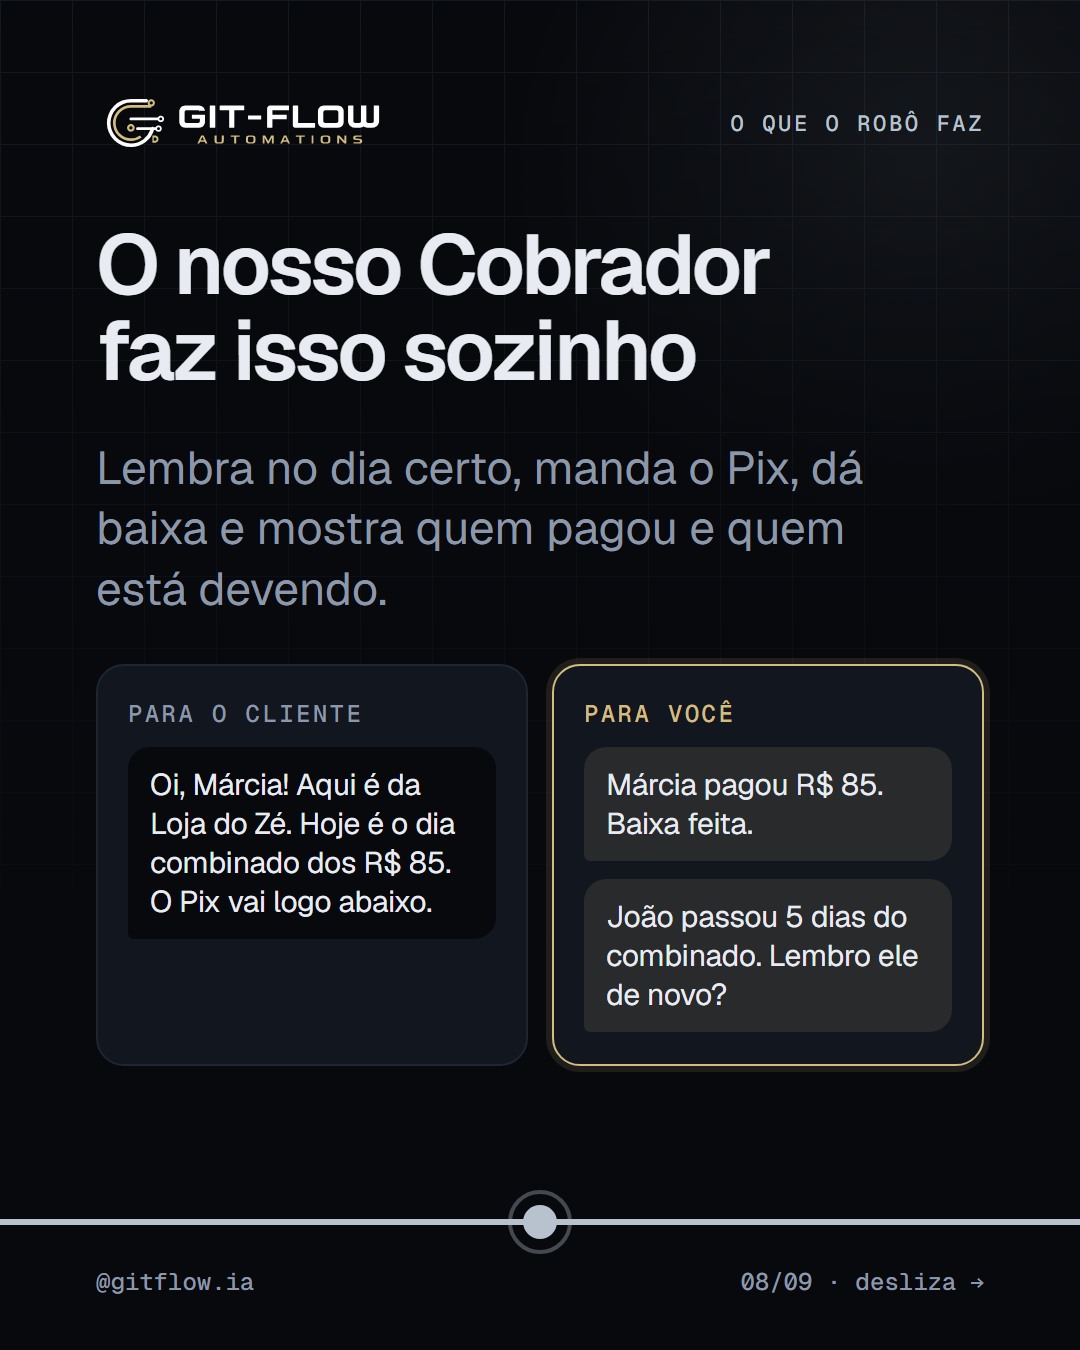 GIT-FLOW
AUTOMATIONS
O QUE O ROBÔ FAZ
O nosso Cobrador
faz isso sozinho
Lembra no dia certo, manda o Pix, dá
baixa e mostra quem pagou e quem
está devendo.
PARA O CLIENTE
Oi, Márcia! Aqui é da
Loja do Zé. Hoje é o dia
combinado dos R$ 85.
O Pix vai logo abaixo.
PARA VOCÊ
Márcia pagou R$ 85.
Baixa feita.
João passou 5 dias do
combinado. Lembro ele
de novo?
@gitflow.ia
08/09 · desliza →